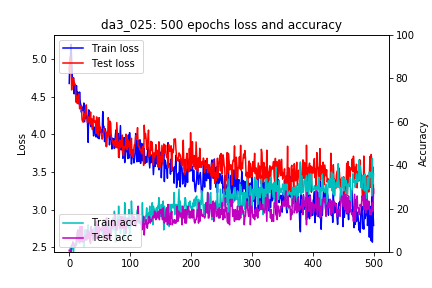 da3_025: 500 epochs loss and accuracy
Train loss
Test loss
Train acc
Test acc
Loss
5.0
4.5
4.0
3.5
3.0
2.5
Accuracy
100
80
60
40
20
0
0
100
200
300
400
500